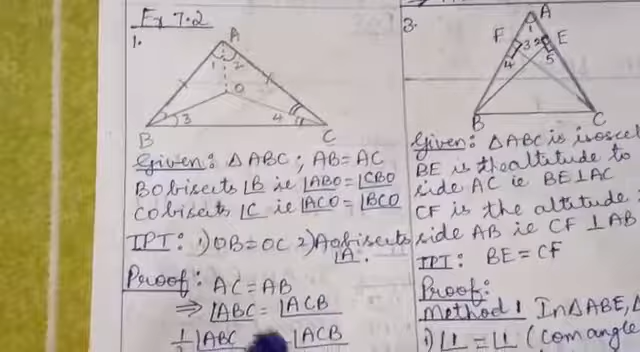 Ex 7.2
1.
A
1 2
O
3
4
B
C
Given: △ABC; AB=AC
BO bisects ∠B ie ∠ABO=∠CBO
CO bisects ∠C ie ∠ACO=∠BCO
IPT: 1) OB=OC 2) AO bisects
∠A.
Proof: AC=AB
⇒ ∠ABC=∠ACB
∠ABC ∠ACB
3.
A
F
E
1
3 2
4
5
B
C
Given: △ABC is isoscel
BE is the altitude to
side AC ie BE⊥AC
CF is the altitude
side AB ie CF⊥AB
IPT: BE=CF
Proof:
Method 1 In△ABE, △
1) ∠1=∠1 (com angle